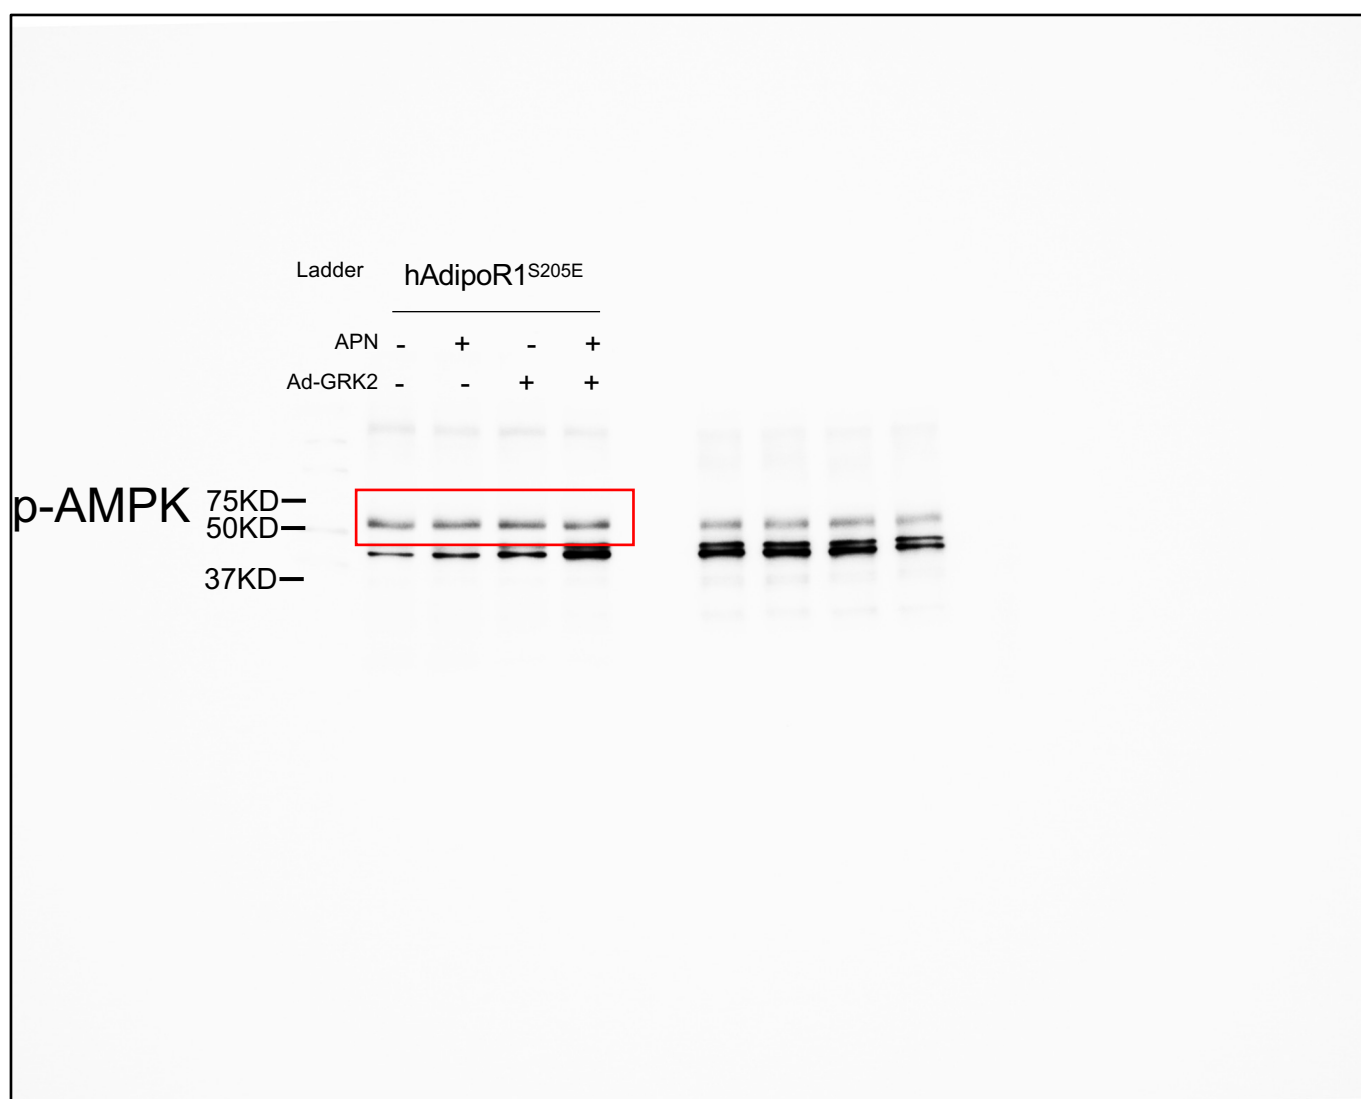 Ladder hAdipoR1S205E
APN - + - +
Ad-GRK2 - - + +
p-AMPK 75KD
50KD
37KD